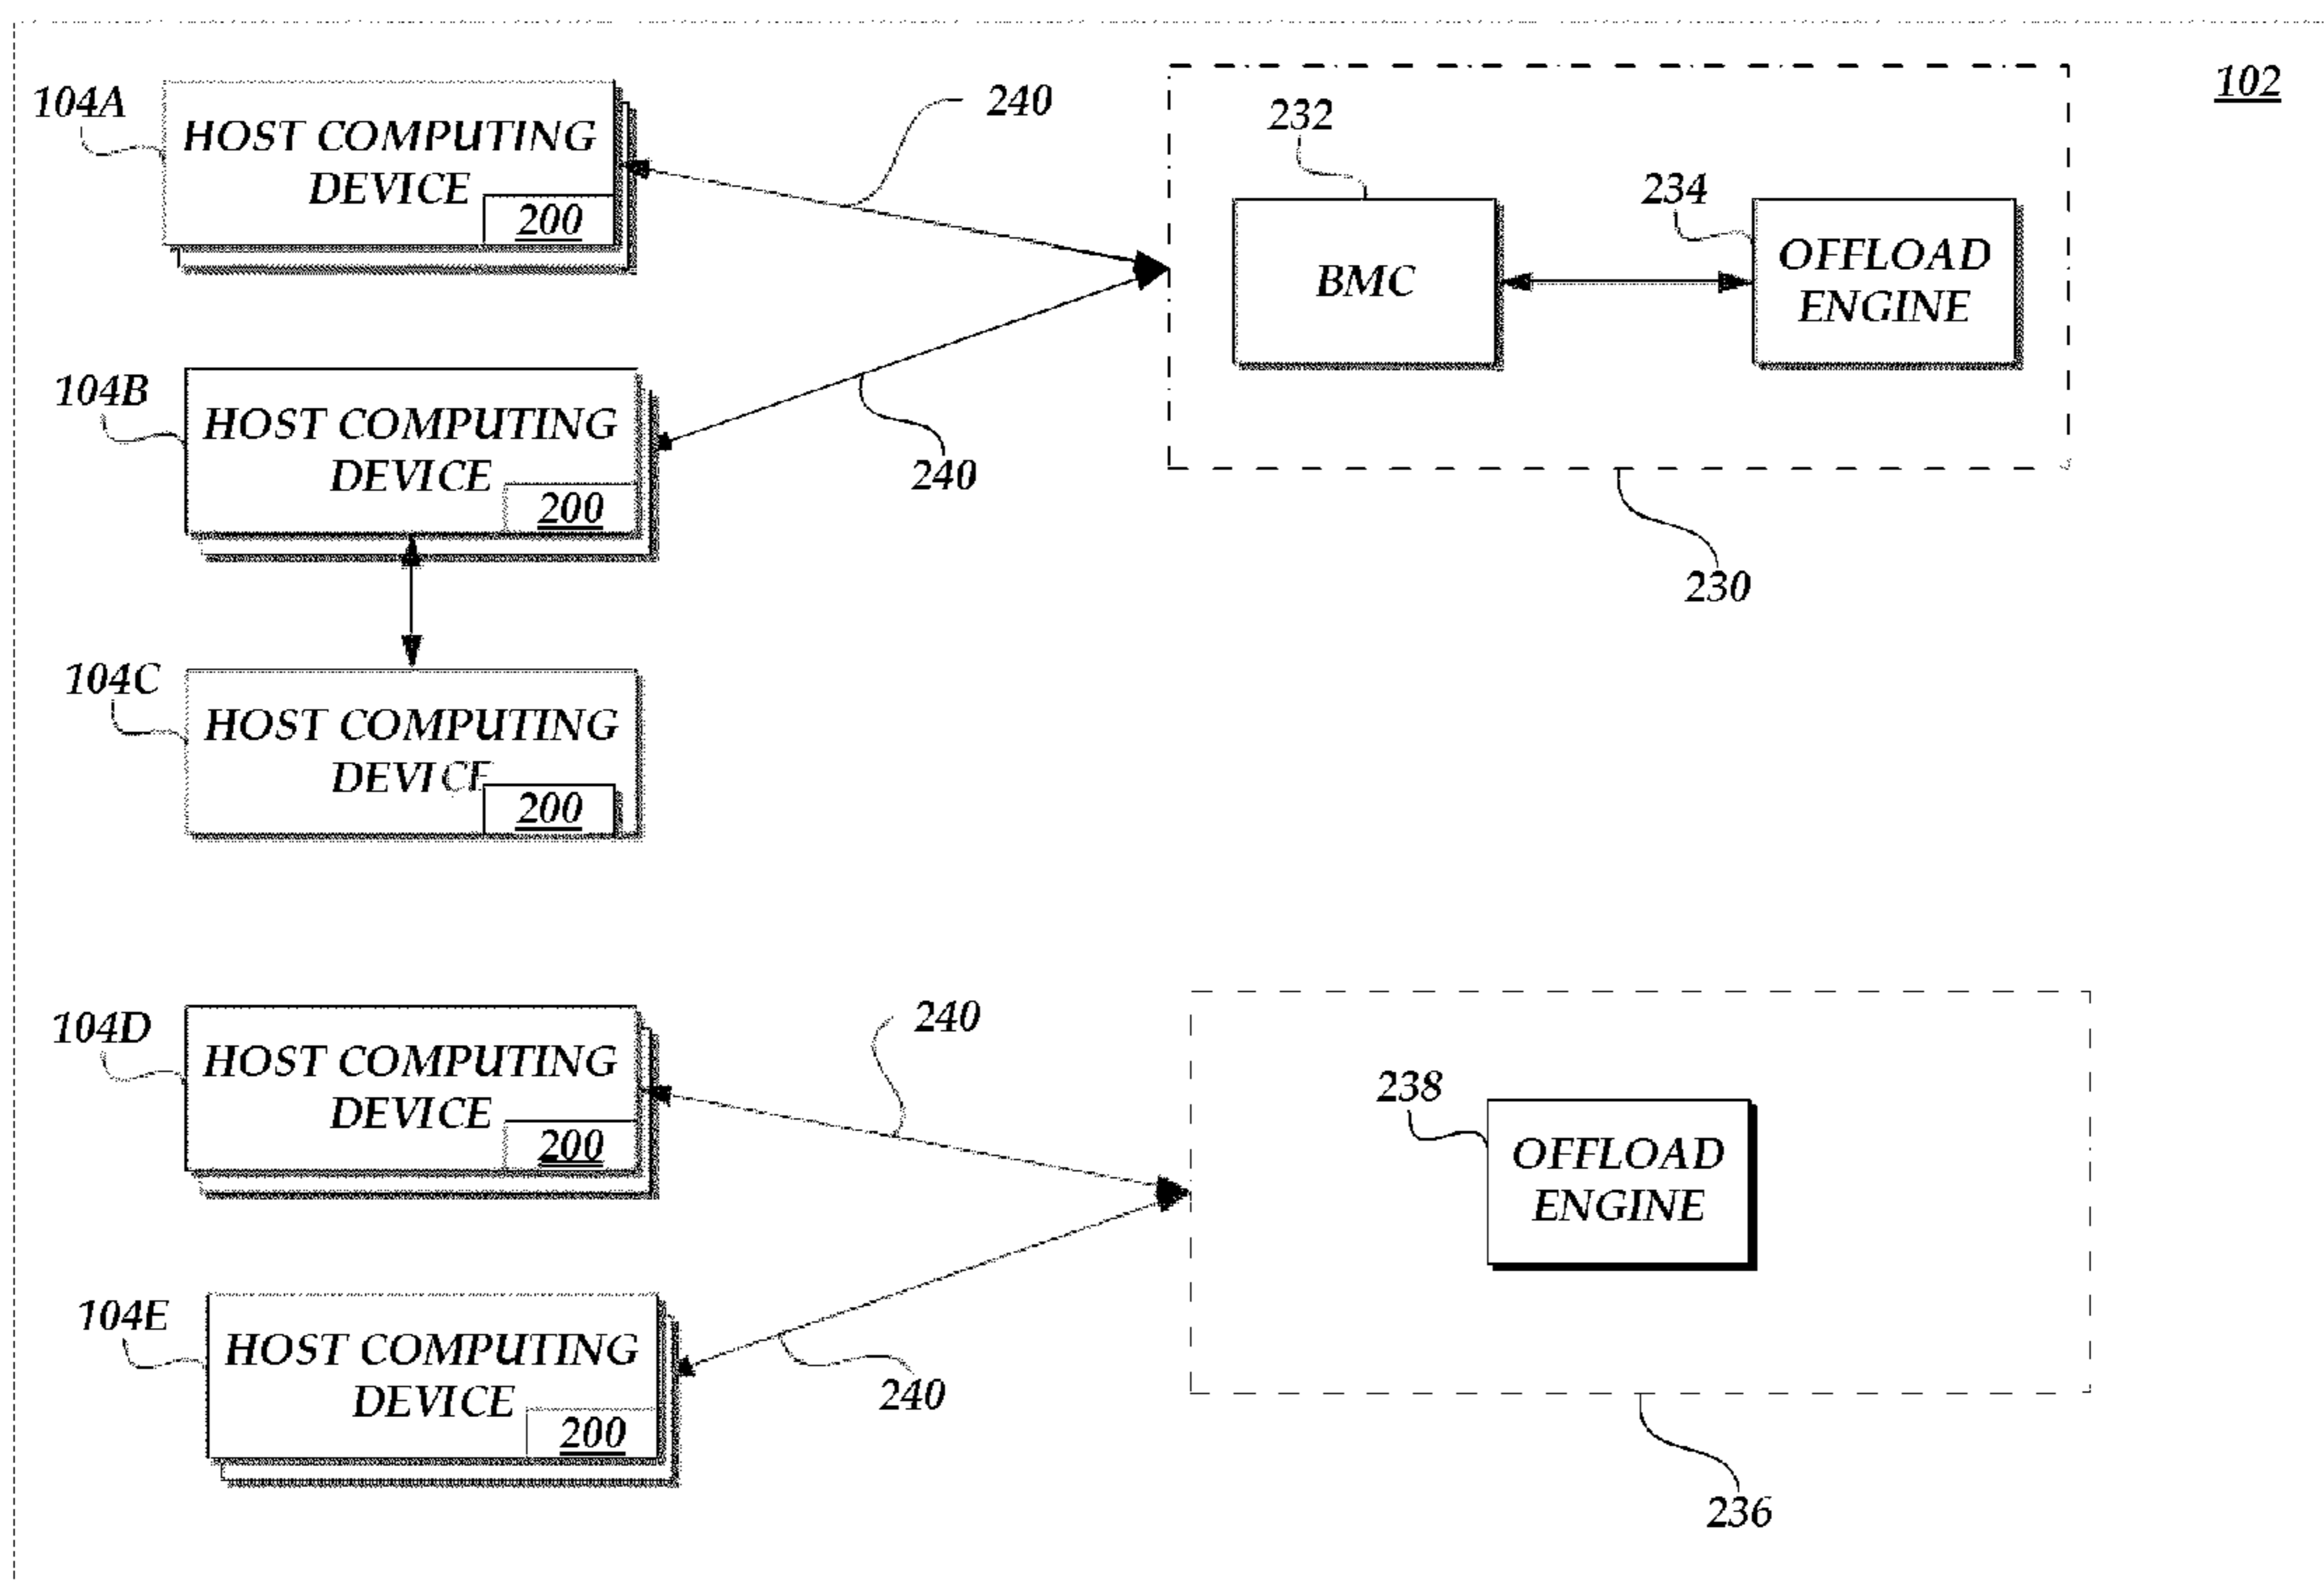 102
104A
HOST COMPUTING
DEVICE
200
240
232
BMC
234
OFFLOAD
ENGINE
104B
HOST COMPUTING
DEVICE
200
240
230
104C
HOST COMPUTING
DEVICE
200
104D
HOST COMPUTING
DEVICE
200
240
238
OFFLOAD
ENGINE
104E
HOST COMPUTING
DEVICE
200
240
236